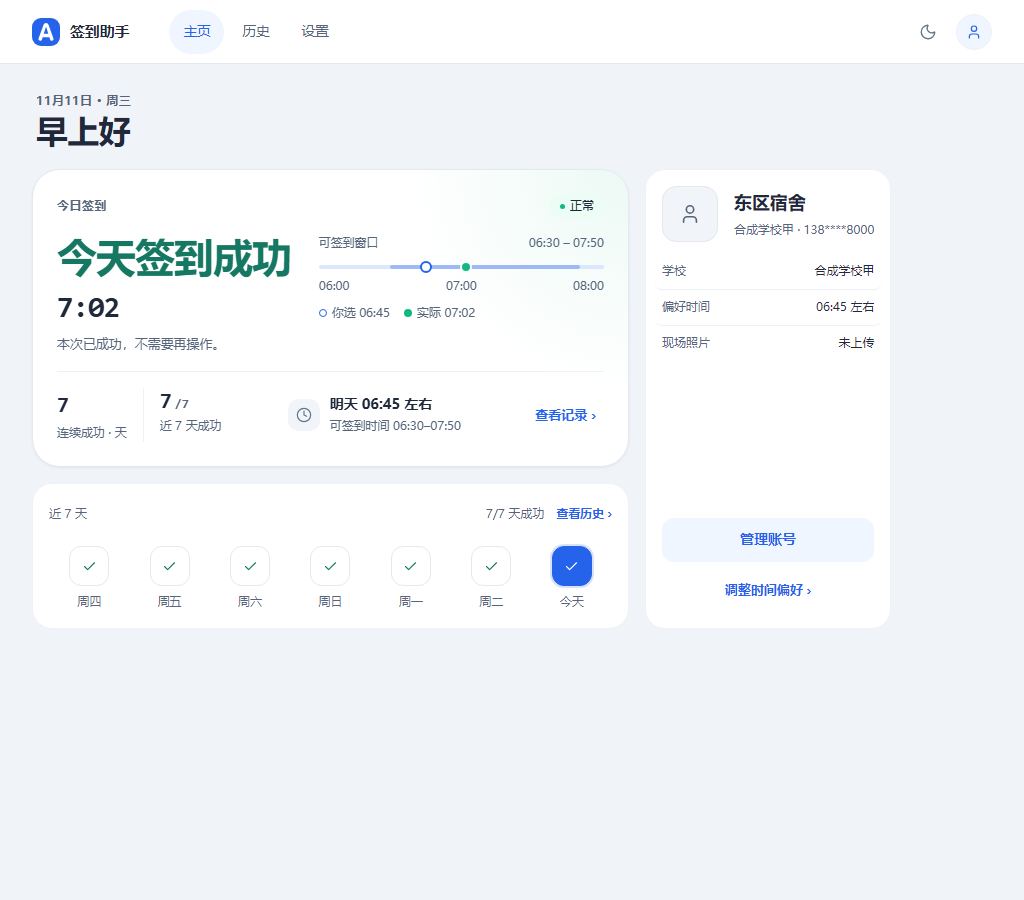 A 签到助手 主页 历史 设置
11月11日 · 周三
早上好
今日签到
正常
今天签到成功
7:02
本次已成功，不需要再操作。
可签到窗口 06:30 – 07:50
06:00 07:00 08:00
你选 06:45 实际 07:02
7
连续成功 · 天
7 /7
近 7 天成功
明天 06:45 左右
可签到时间 06:30–07:50
查看记录 ›
近 7 天 7/7 天成功 查看历史 ›
周四 周五 周六 周日 周一 周二 今天
东区宿舍
合成学校甲 · 138****8000
学校 合成学校甲
偏好时间 06:45 左右
现场照片 未上传
管理账号
调整时间偏好 ›